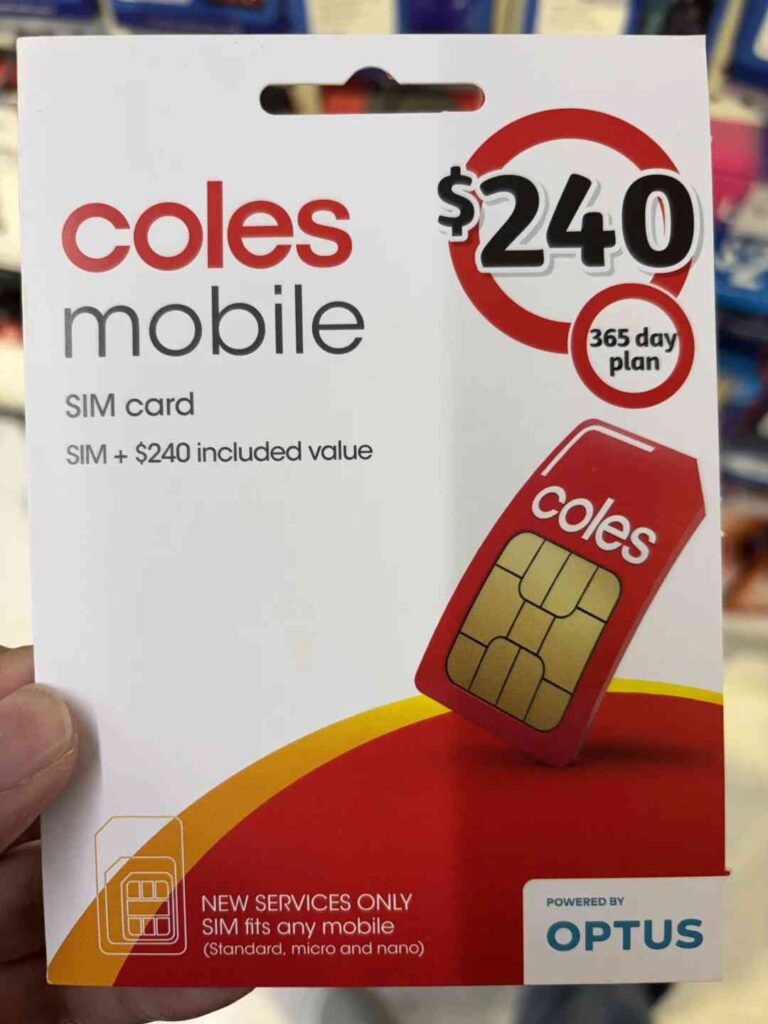 coles
mobile
SIM card
SIM + $240 included value
$240
365 day
plan
coles
NEW SERVICES ONLY
SIM fits any mobile
(Standard, micro and nano)
POWERED BY
OPTUS